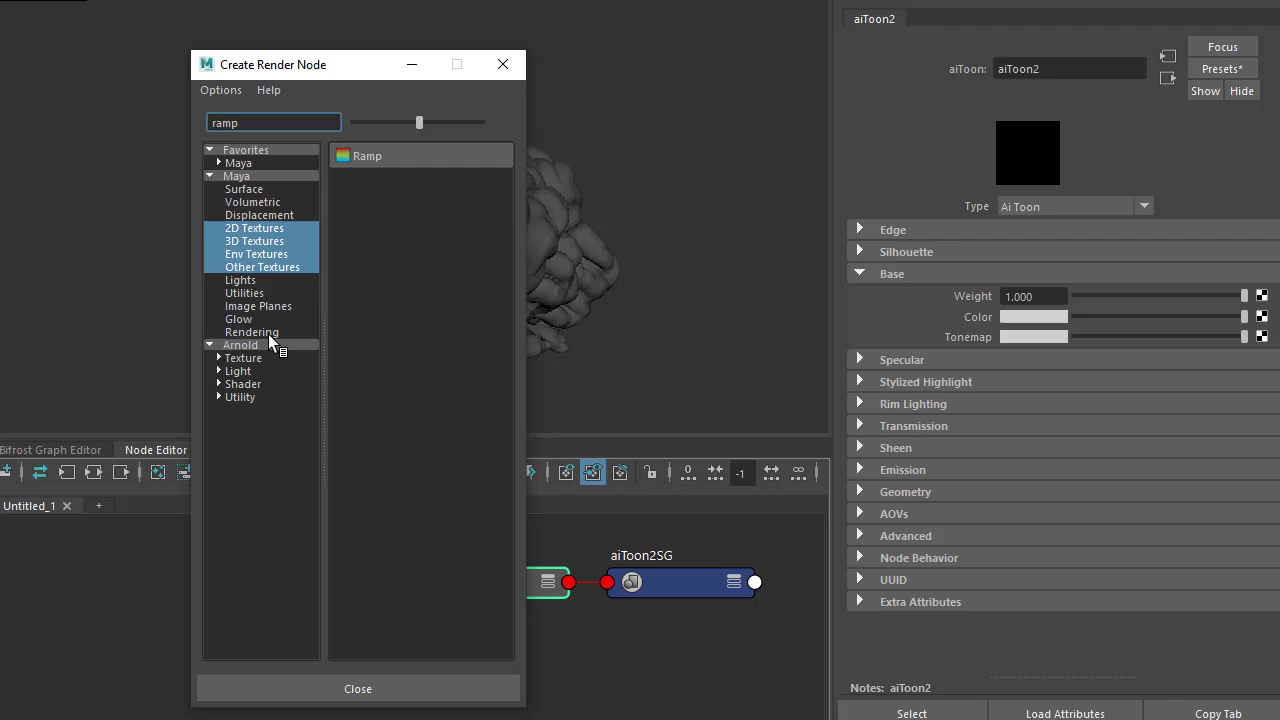 Create Render Node
Options
Help
ramp
Favorites
Maya
Maya
Surface
Volumetric
Displacement
2D Textures
3D Textures
Env Textures
Other Textures
Lights
Utilities
Image Planes
Glow
Rendering
Arnold
Texture
Light
Shader
Utility
Ramp
Close
Bifrost Graph Editor
Node Editor
0
-1
∞
Untitled_1
+
aiToon2SG
aiToon2
aiToon:
aiToon2
Focus
Presets*
Show
Hide
Type
Ai Toon
Edge
Silhouette
Base
Weight
1.000
Color
Tonemap
Specular
Stylized Highlight
Rim Lighting
Transmission
Sheen
Emission
Geometry
AOVs
Advanced
Node Behavior
UUID
Extra Attributes
Notes: aiToon2
Select
Load Attributes
Copy Tab